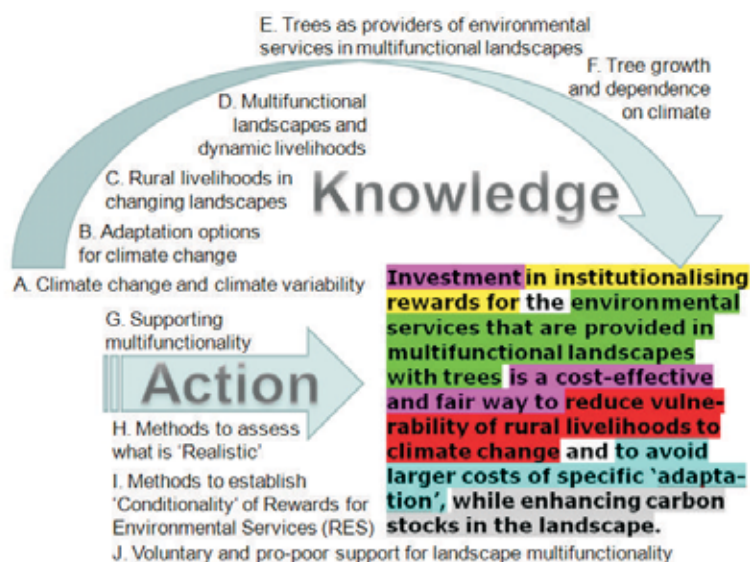 E. Trees as providers of environmental
services in multifunctional landscapes
F. Tree growth
and dependence
on climate
D. Multifunctional
landscapes and
dynamic livelihoods
C. Rural livelihoods in
changing landscapes
Knowledge
B. Adaptation options
for climate change
A. Climate change and climate variability
Investment in institutionalising
rewards for the environmental
services that are provided in
multifunctional landscapes
with trees is a cost-effective
and fair way to reduce vulne-
rability of rural livelihoods to
climate change and to avoid
larger costs of specific ‘adapta-
tion’, while enhancing carbon
stocks in the landscape.
G. Supporting
multifunctionality
Action
H. Methods to assess
what is ‘Realistic’
I. Methods to establish
‘Conditionality’ of Rewards for
Environmental Services (RES)
J. Voluntary and pro-poor support for landscape multifunctionality